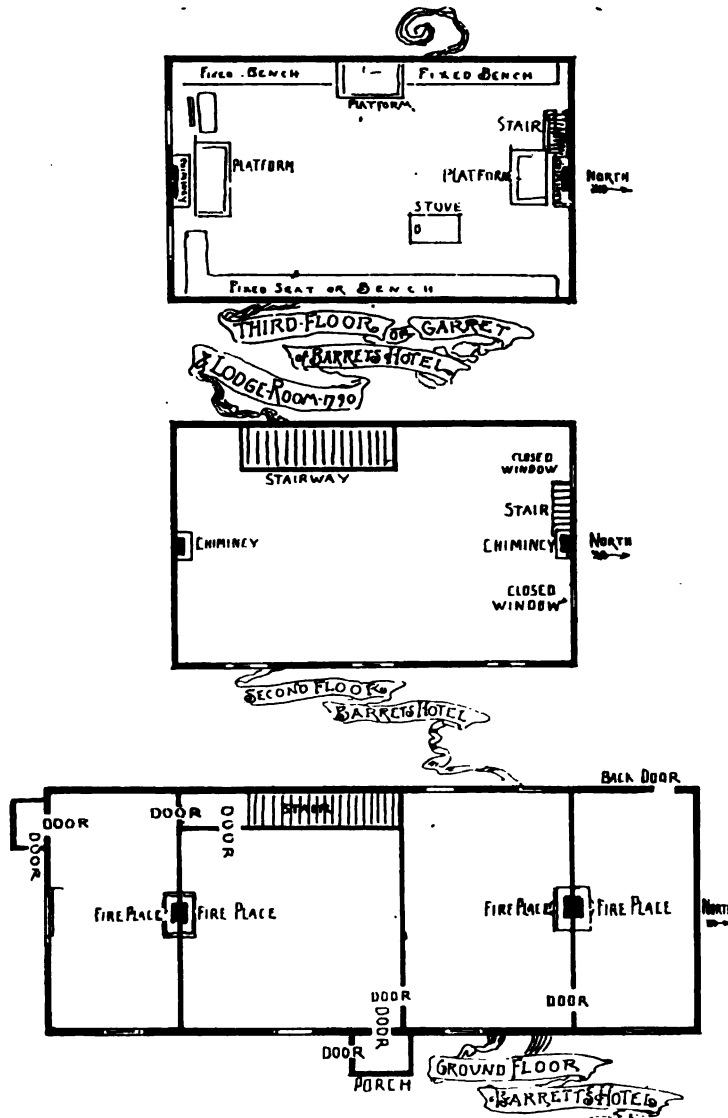 FIXED BENCH
FIXED BENCH
PLATFORM
STAIR
PLATFORM
PLATFORM
NORTH
STOVE
FIXED SEAT OR BENCH
THIRD-FLOOR OR GARRET
of BARRETS HOTEL
LODGE-ROOM-1790
STAIRWAY
CLOSED
WINDOW
STAIR
CHIMINEY
CHIMINEY
NORTH
CLOSED
WINDOW
SECOND FLOOR
BARRETS HOTEL
BACK DOOR
STAIR
DOOR
DOOR
DOOR
DOOR
FIRE PLACE
FIRE PLACE
FIRE PLACE
FIRE PLACE
NORTH
DOOR
DOOR
DOOR
DOOR
PORCH
GROUND FLOOR
BARRETTS HOTEL